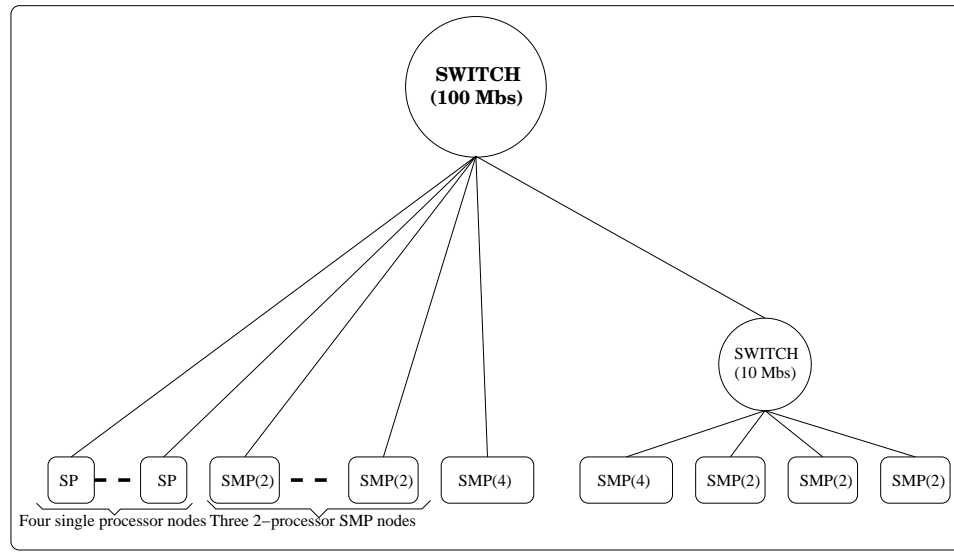 SWITCH
(100 Mbs)
SWITCH
(10 Mbs)
SP
SP
SMP(2)
SMP(2)
SMP(4)
SMP(4)
SMP(2)
SMP(2)
SMP(2)
Four single processor nodes
Three 2−processor SMP nodes